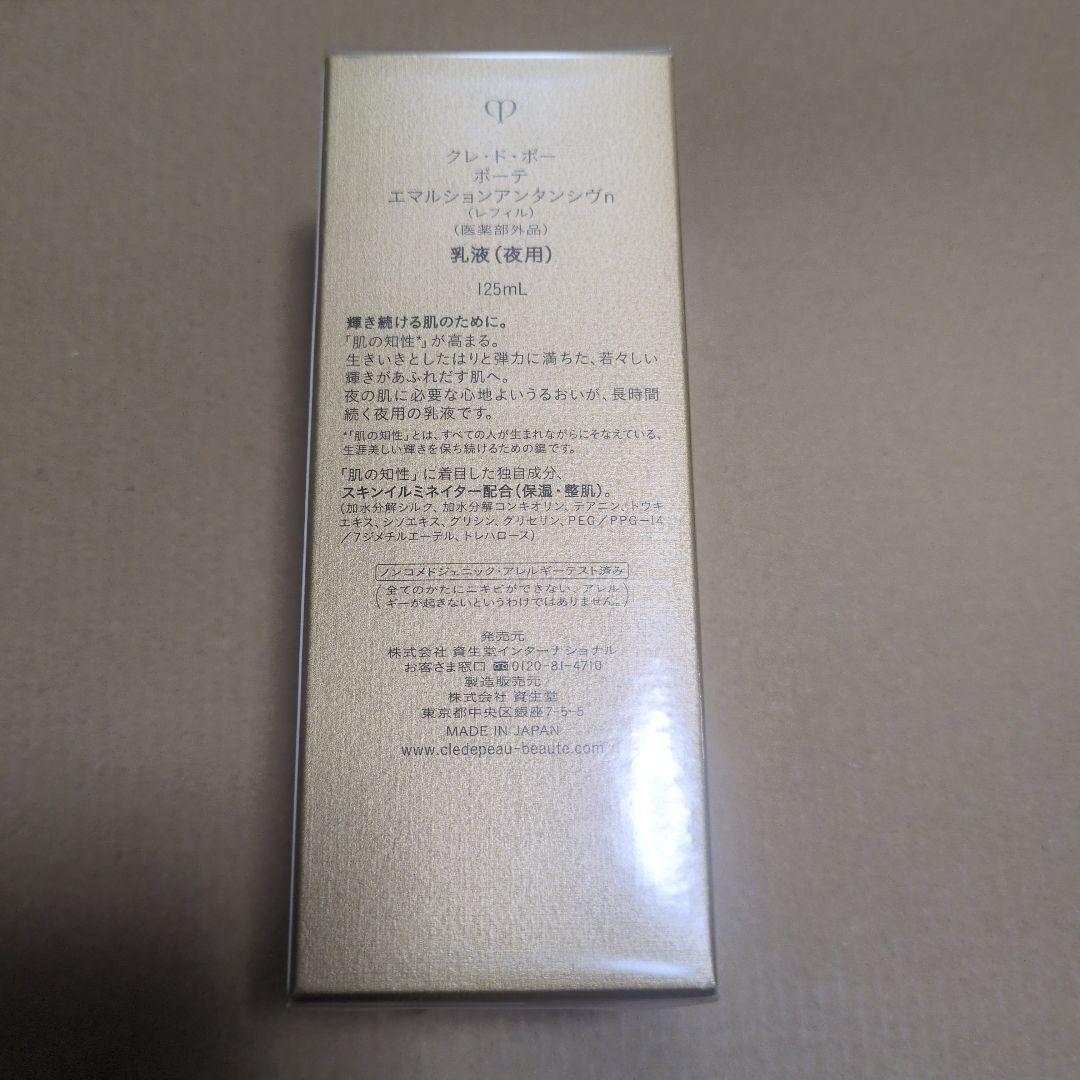 クレ・ド・ポー
ボーテ
エマルションアンタンシヴn
(レフィル)
(医薬部外品)
乳液(夜用)
125mL
輝き続ける肌のために。
「肌の知性*」が高まる。
生きいきとしたはりと弾力に満ちた、若々しい
輝きがあふれだす肌へ。
夜の肌に必要な心地よいうるおいが、長時間
続く夜用の乳液です。
*「肌の知性」とは、すべての人が生まれながらにそなえている、
生涯美しい輝きを保ち続けるための鍵です。
「肌の知性」に着目した独自成分、
スキンイルミネイター配合(保湿・整肌)。
(加水分解シルク、加水分解コンキオリン、テアニン、トウキ
エキス、シソエキス、グリシン、グリセリン、PEG/PPG-14
/7ジメチルエーテル、トレハロース)
ノンコメドジェニック・アレルギーテスト済み
(全てのかたにニキビができない、アレル
ギーが起きないというわけではありません。)
発売元
株式会社 資生堂インターナショナル
お客さま窓口 0120-81-4710
製造販売元
株式会社 資生堂
東京都中央区銀座7-5-5
MADE IN JAPAN
www.cledepeau-beaute.com